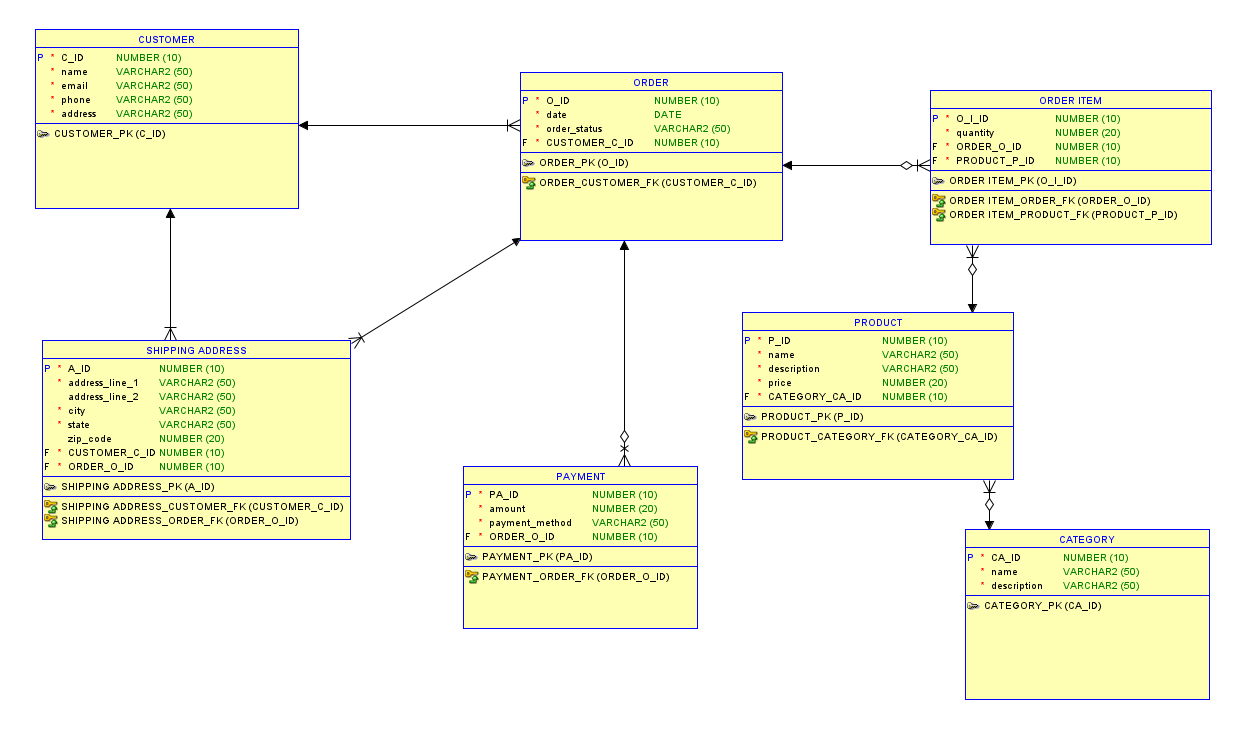 CUSTOMER
P * C_ID NUMBER (10)
* name VARCHAR2 (50)
* email VARCHAR2 (50)
* phone VARCHAR2 (50)
* address VARCHAR2 (50)
CUSTOMER_PK (C_ID)
ORDER
P * O_ID NUMBER (10)
* date DATE
* order_status VARCHAR2 (50)
F * CUSTOMER_C_ID NUMBER (10)
ORDER_PK (O_ID)
ORDER_CUSTOMER_FK (CUSTOMER_C_ID)
ORDER ITEM
P * O_I_ID NUMBER (10)
* quantity NUMBER (20)
F * ORDER_O_ID NUMBER (10)
F * PRODUCT_P_ID NUMBER (10)
ORDER ITEM_PK (O_I_ID)
ORDER ITEM_ORDER_FK (ORDER_O_ID)
ORDER ITEM_PRODUCT_FK (PRODUCT_P_ID)
SHIPPING ADDRESS
P * A_ID NUMBER (10)
* address_line_1 VARCHAR2 (50)
address_line_2 VARCHAR2 (50)
* city VARCHAR2 (50)
* state VARCHAR2 (50)
zip_code NUMBER (20)
F * CUSTOMER_C_ID NUMBER (10)
F * ORDER_O_ID NUMBER (10)
SHIPPING ADDRESS_PK (A_ID)
SHIPPING ADDRESS_CUSTOMER_FK (CUSTOMER_C_ID)
SHIPPING ADDRESS_ORDER_FK (ORDER_O_ID)
PAYMENT
P * PA_ID NUMBER (10)
* amount NUMBER (20)
* payment_method VARCHAR2 (50)
F * ORDER_O_ID NUMBER (10)
PAYMENT_PK (PA_ID)
PAYMENT_ORDER_FK (ORDER_O_ID)
PRODUCT
P * P_ID NUMBER (10)
* name VARCHAR2 (50)
* description VARCHAR2 (50)
* price NUMBER (20)
F * CATEGORY_CA_ID NUMBER (10)
PRODUCT_PK (P_ID)
PRODUCT_CATEGORY_FK (CATEGORY_CA_ID)
CATEGORY
P * CA_ID NUMBER (10)
* name VARCHAR2 (50)
* description VARCHAR2 (50)
CATEGORY_PK (CA_ID)